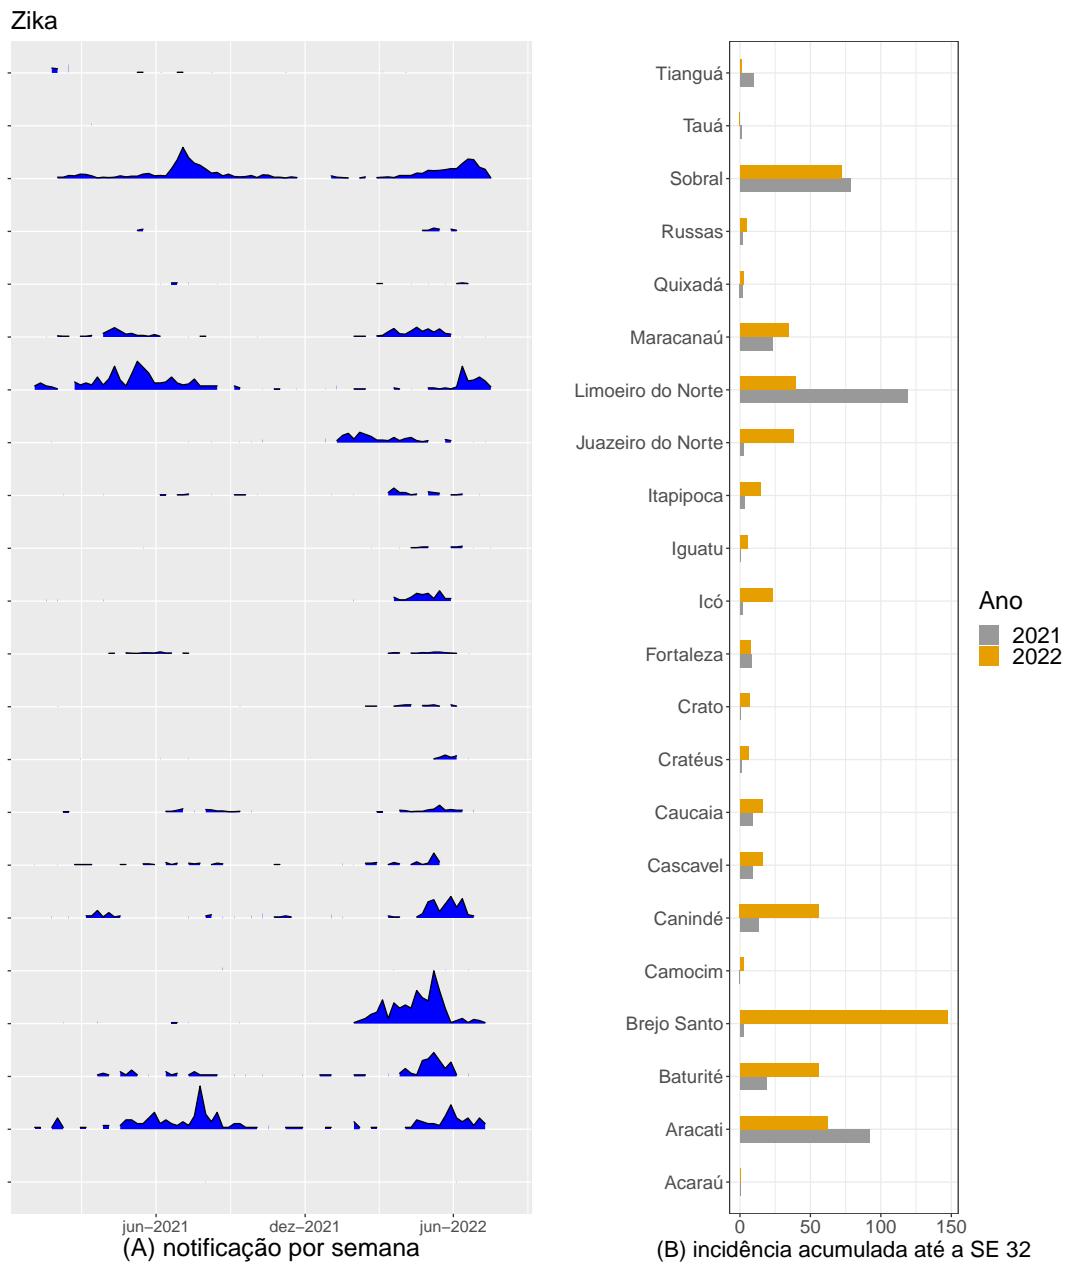 Zika
Tianguá
Tauá
Sobral
Russas
Quixadá
Maracanaú
Limoeiro do Norte
Juazeiro do Norte
Itapipoca
Iguatu
Icó
Fortaleza
Crato
Cratéus
Caucaia
Cascavel
Canindé
Camocim
Brejo Santo
Baturité
Aracati
Acaraú
jun–2021 dez–2021 jun–2022
(A) notificação por semana
0 50 100 150
(B) incidência acumulada até a SE 32
Ano
2021
2022